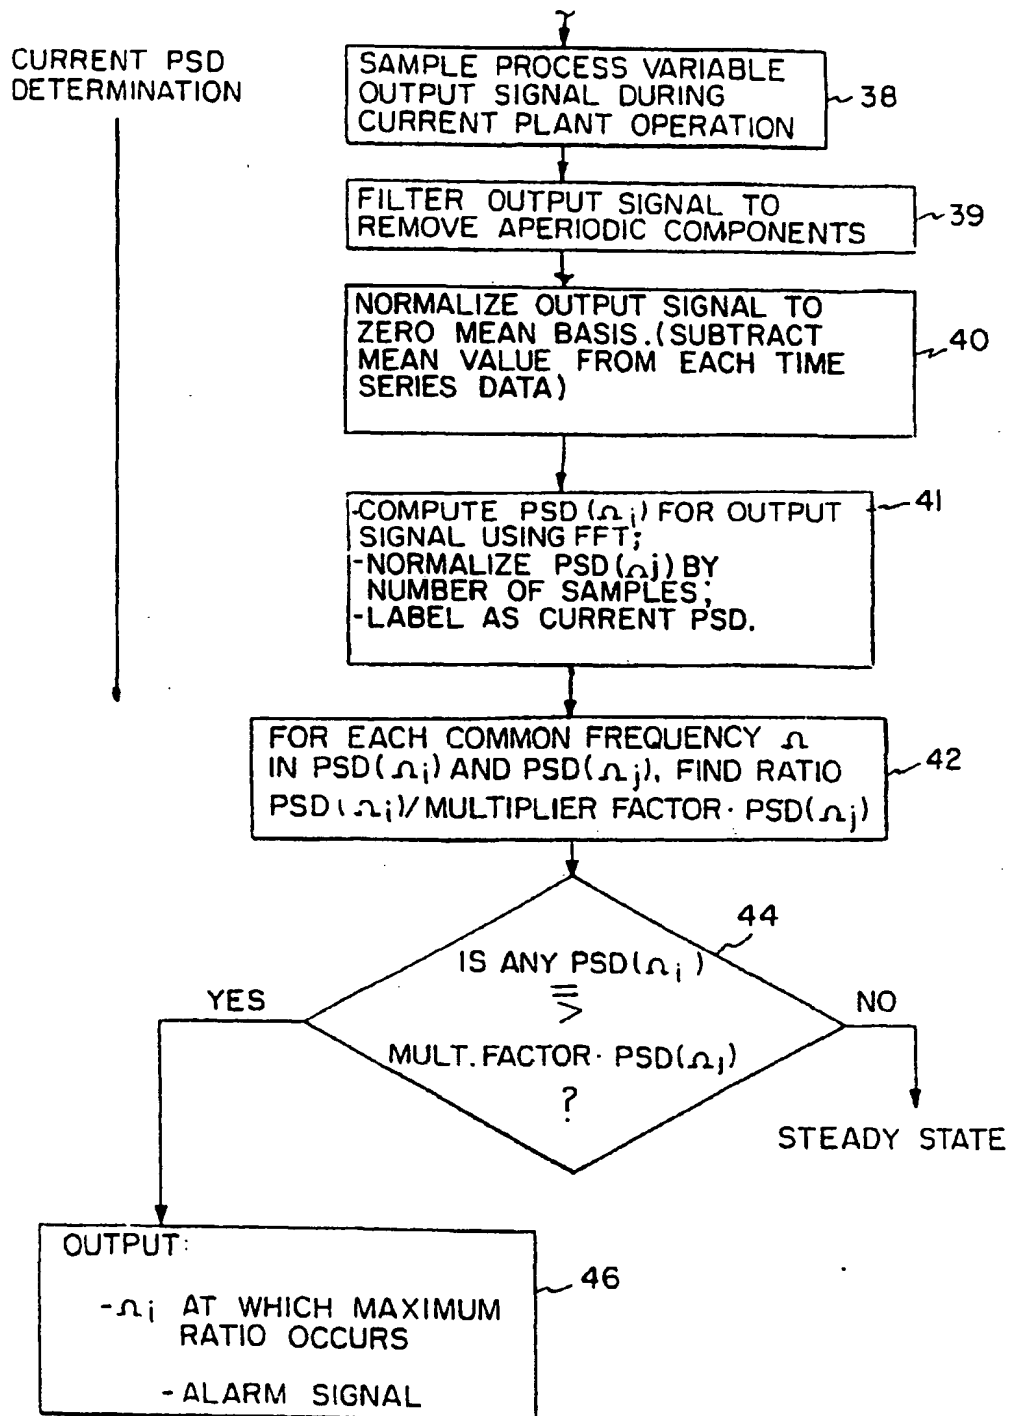 CURRENT PSD
DETERMINATION
SAMPLE PROCESS VARIABLE
OUTPUT SIGNAL DURING
CURRENT PLANT OPERATION
38
FILTER OUTPUT SIGNAL TO
REMOVE APERIODIC COMPONENTS
39
NORMALIZE OUTPUT SIGNAL TO
ZERO MEAN BASIS.(SUBTRACT
MEAN VALUE FROM EACH TIME
SERIES DATA)
40
-COMPUTE PSD(Ωi) FOR OUTPUT
SIGNAL USING FFT;
-NORMALIZE PSD(Ωj) BY
NUMBER OF SAMPLES;
-LABEL AS CURRENT PSD.
41
FOR EACH COMMON FREQUENCY Ω
IN PSD(Ωi) AND PSD(Ωj), FIND RATIO
PSD(Ωi)/MULTIPLIER FACTOR· PSD(Ωj)
42
44
IS ANY PSD(Ωi)
=
>
MULT.FACTOR· PSD(Ωj)
?
YES
NO
STEADY STATE
OUTPUT:
-Ωi AT WHICH MAXIMUM
RATIO OCCURS
-ALARM SIGNAL
46